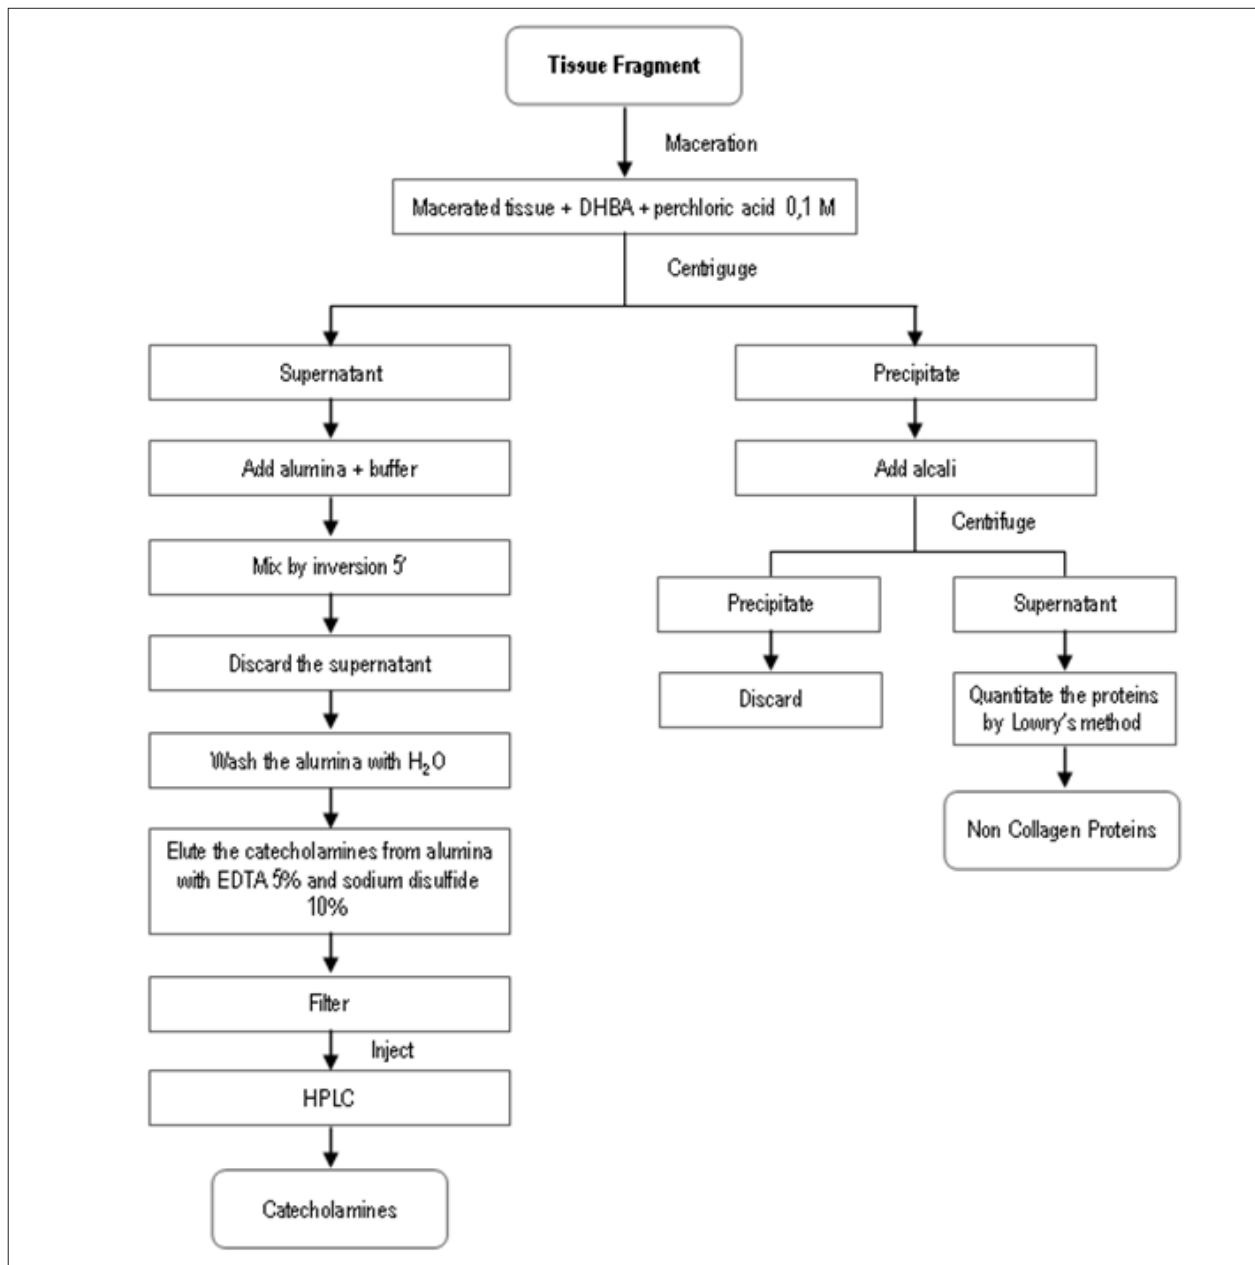 Tissue Fragment
Maceration
Macerated tissue + DHBA + perchloric acid 0,1 M
Centriguge
Supernatant
Add alumina + buffer
Mix by inversion 5'
Discard the supernatant
Wash the alumina with H₂O
Elute the catecholamines from alumina
with EDTA 5% and sodium disulfide
10%
Filter
Inject
HPLC
Catecholamines
Precipitate
Add alcali
Centrifuge
Precipitate
Discard
Supernatant
Quantitate the proteins
by Lowry's method
Non Collagen Proteins